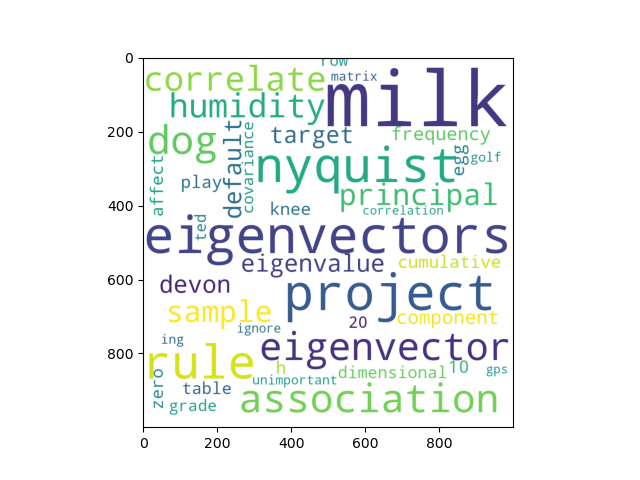 0
row
correlate
matrix
milk
humidity
200
dog
default
covariance
target
frequency
nyquist
egg
golf
affect
play
principal
400
knee
correlation
ted
eigenvectors
eigenvalue
cumulative
600
devon
project
sample
20
component
ignore
ing
eigenvector
800
rule
h
dimensional
10
gps
unimportant
zero
table
grade
association
0 200 400 600 800